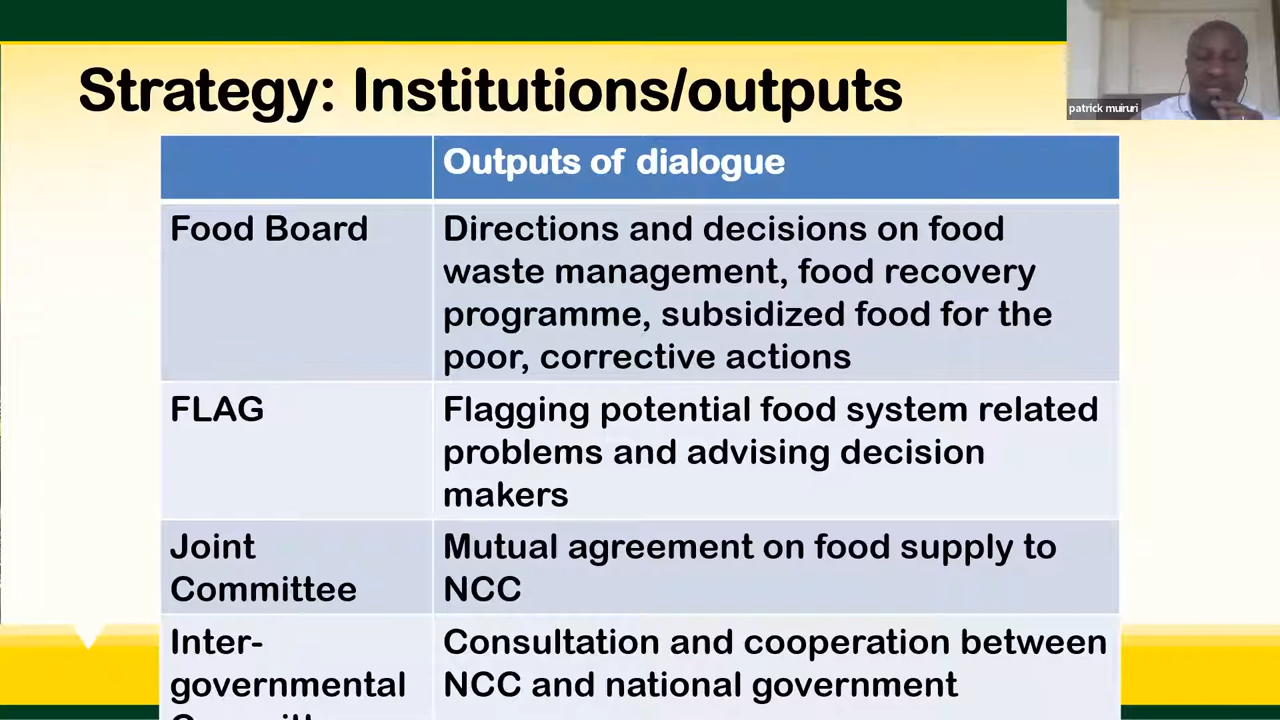 Strategy: Institutions/outputs
patrick muiruri
Outputs of dialogue
Food Board
Directions and decisions on food
waste management, food recovery
programme, subsidized food for the
poor, corrective actions
FLAG
Flagging potential food system related
problems and advising decision
makers
Joint
Committee
Mutual agreement on food supply to
NCC
Inter-
governmental
Consultation and cooperation between
NCC and national government